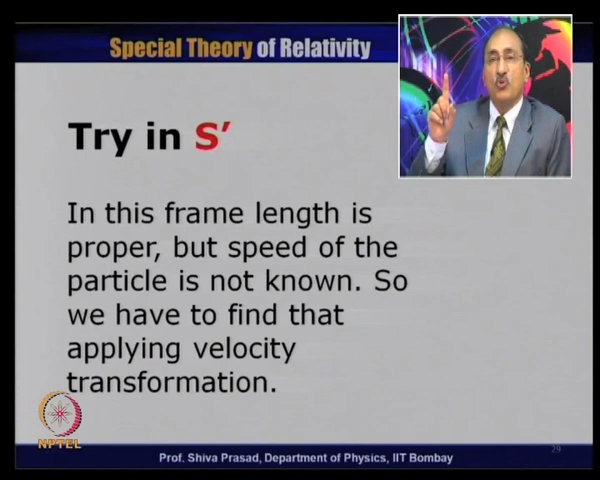 Special Theory of Relativity
Try in S′
In this frame length is
proper, but speed of the
particle is not known. So
we have to find that
applying velocity
transformation.
NPTEL
Prof. Shiva Prasad, Department of Physics, IIT Bombay
29